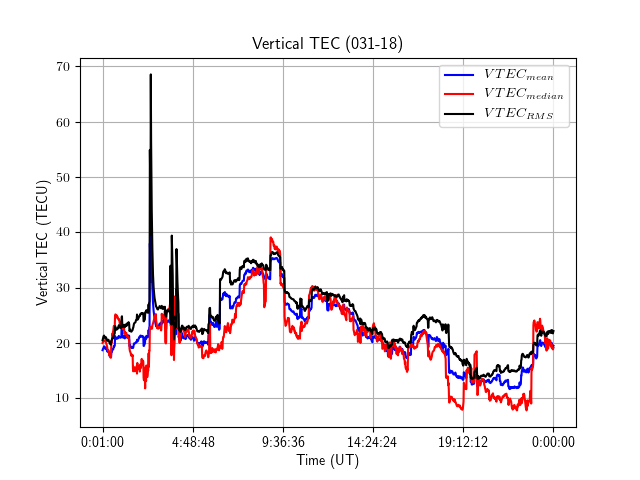 Vertical TEC (031-18)
70
60
50
40
30
20
10
Vertical TEC (TECU)
VTEC_mean
VTEC_median
VTEC_RMS
0:01:00 4:48:48 9:36:36 14:24:24 19:12:12 0:00:00
Time (UT)